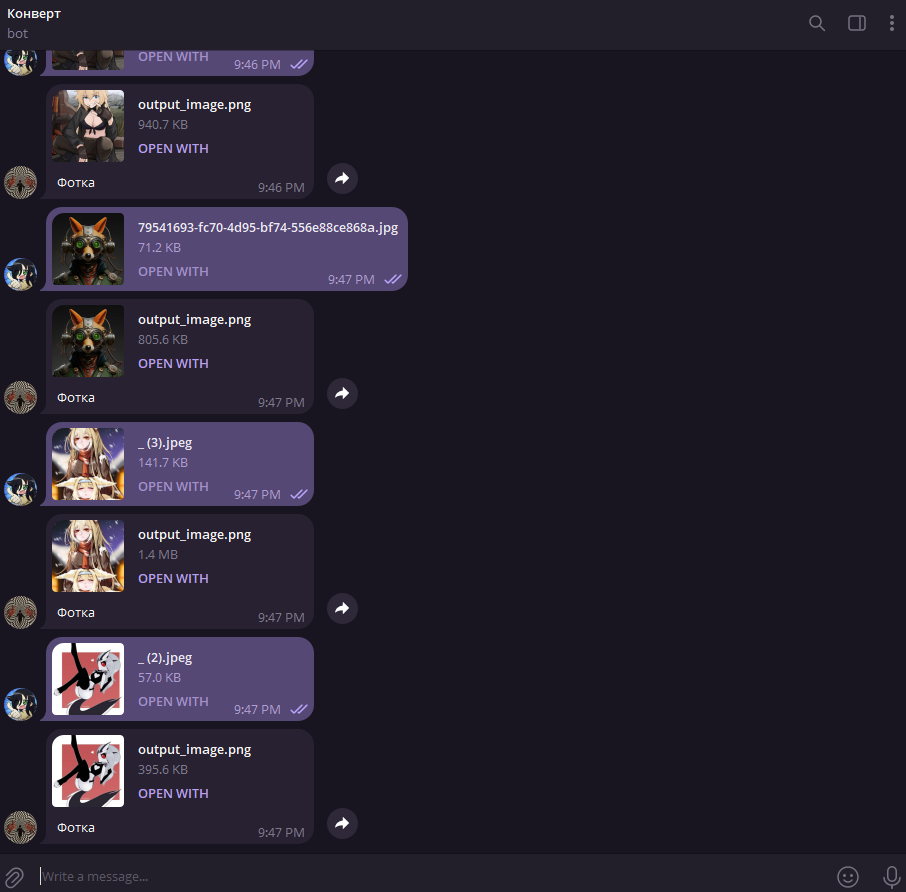 Конверт
bot
OPEN WITH
9:46 PM
output_image.png
940.7 KB
OPEN WITH
Фотка
9:46 PM
79541693-fc70-4d95-bf74-556e88ce868a.jpg
71.2 KB
OPEN WITH
9:47 PM
output_image.png
805.6 KB
OPEN WITH
Фотка
9:47 PM
_ (3).jpeg
141.7 KB
OPEN WITH
9:47 PM
output_image.png
1.4 MB
OPEN WITH
Фотка
9:47 PM
_ (2).jpeg
57.0 KB
OPEN WITH
9:47 PM
output_image.png
395.6 KB
OPEN WITH
Фотка
9:47 PM
Write a message...